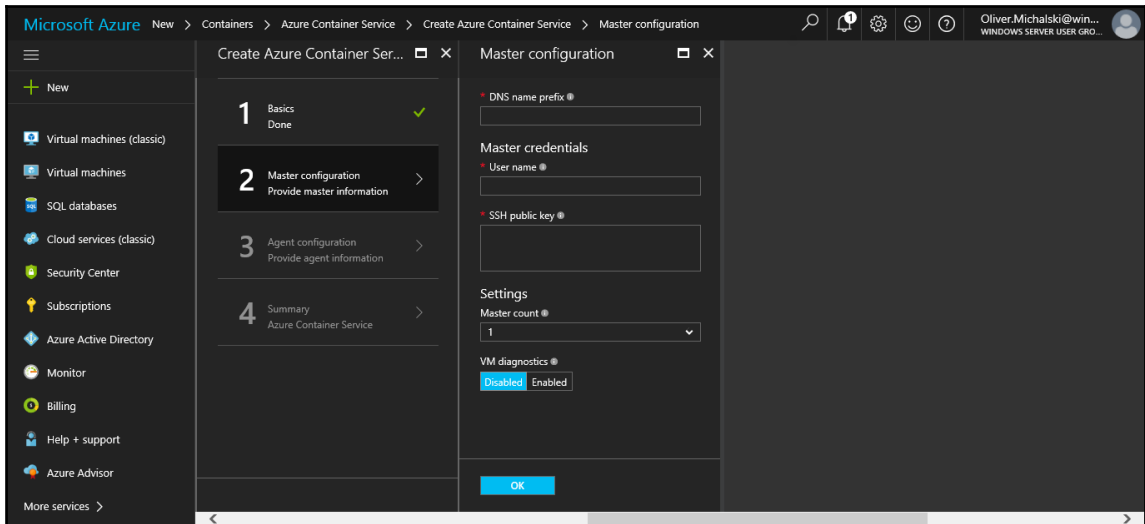 Microsoft Azure New > Containers > Azure Container Service > Create Azure Container Service > Master configuration
1
Oliver.Michalski@win...
WINDOWS SERVER USER GRO...
New
Virtual machines (classic)
Virtual machines
SQL databases
Cloud services (classic)
Security Center
Subscriptions
Azure Active Directory
Monitor
Billing
Help + support
Azure Advisor
More services >
Create Azure Container Ser...
1 Basics
Done
2 Master configuration
Provide master information
3 Agent configuration
Provide agent information
4 Summary
Azure Container Service
Master configuration
* DNS name prefix
Master credentials
* User name
* SSH public key
Settings
Master count
1
VM diagnostics
Disabled Enabled
OK